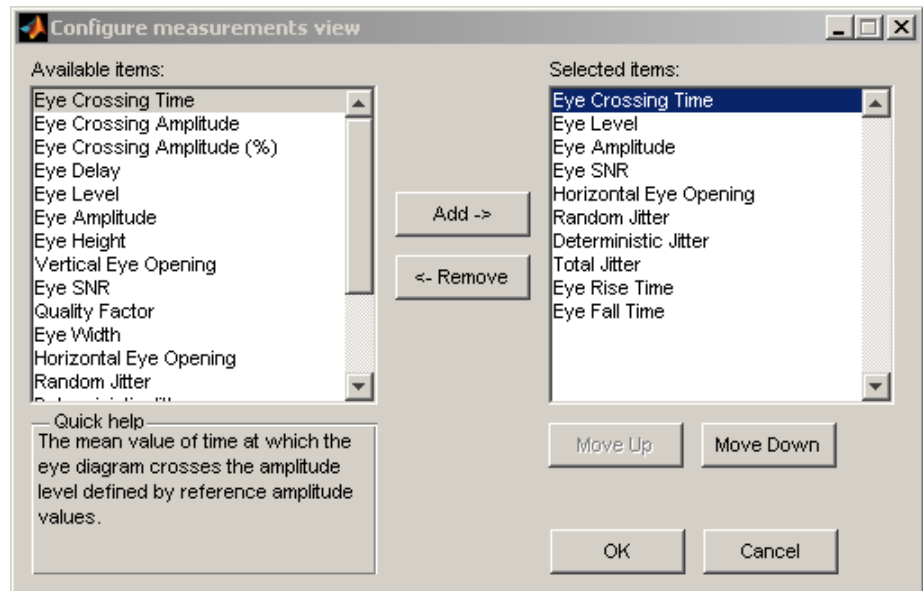 Configure measurements view
Available items:
Eye Crossing Time
Eye Crossing Amplitude
Eye Crossing Amplitude (%)
Eye Delay
Eye Level
Eye Amplitude
Eye Height
Vertical Eye Opening
Eye SNR
Quality Factor
Eye Width
Horizontal Eye Opening
Random Jitter
Add ->
<- Remove
Selected items:
Eye Crossing Time
Eye Level
Eye Amplitude
Eye SNR
Horizontal Eye Opening
Random Jitter
Deterministic Jitter
Total Jitter
Eye Rise Time
Eye Fall Time
Quick help
The mean value of time at which the
eye diagram crosses the amplitude
level defined by reference amplitude
values.
Move Up
Move Down
OK
Cancel